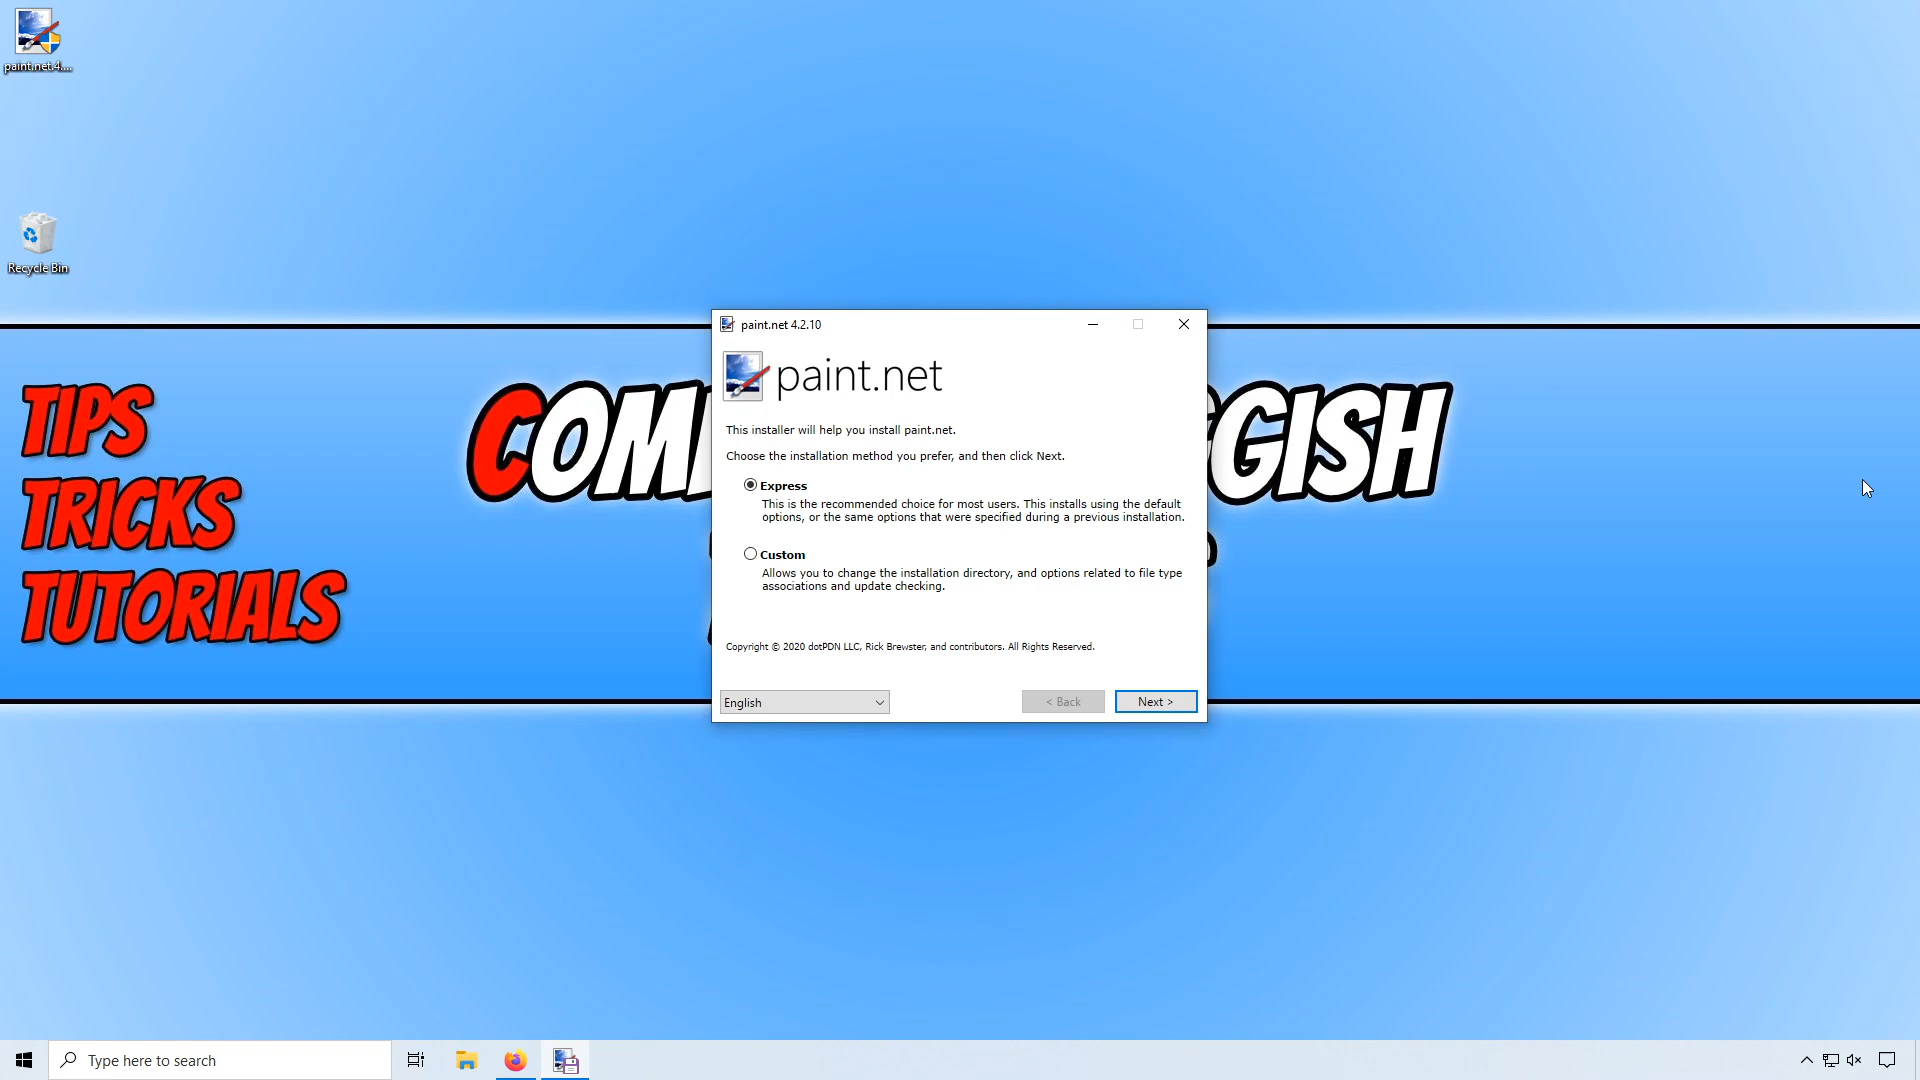 paint.net.4....
Recycle Bin
TIPS
TRICKS
TUTORIALS
paint.net 4.2.10
paint.net
This installer will help you install paint.net.
Choose the installation method you prefer, and then click Next.
Express
This is the recommended choice for most users. This installs using the default
options, or the same options that were specified during a previous installation.
Custom
Allows you to change the installation directory, and options related to file type
associations and update checking.
Copyright © 2020 dotPDN LLC, Rick Brewster, and contributors. All Rights Reserved.
English
< Back
Next >
Type here to search